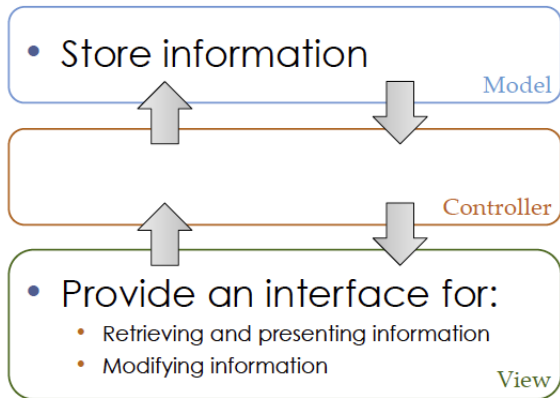 • Store information
Model
Controller
• Provide an interface for:
• Retrieving and presenting information
• Modifying information
View